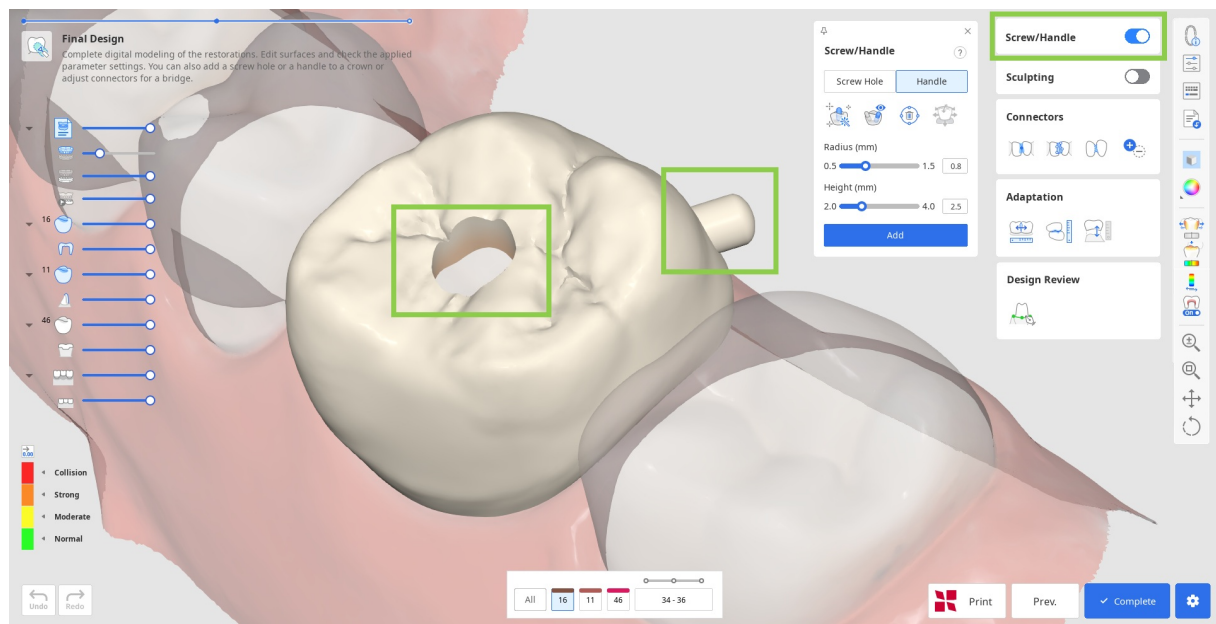 Final Design
Complete digital modeling of the restorations. Edit surfaces and check the applied
parameter settings. You can also add a screw hole or a handle to a crown or
adjust connectors for a bridge.
16
11
46
0.00
Collision
Strong
Moderate
Normal
Undo
Redo
Screw/Handle
?
Screw Hole
Handle
Radius (mm)
0.5
1.5
0.8
Height (mm)
2.0
4.0
2.5
Add
Screw/Handle
Sculpting
Connectors
Adaptation
Design Review
on
All
16
11
46
34 - 36
Print
Prev.
Complete